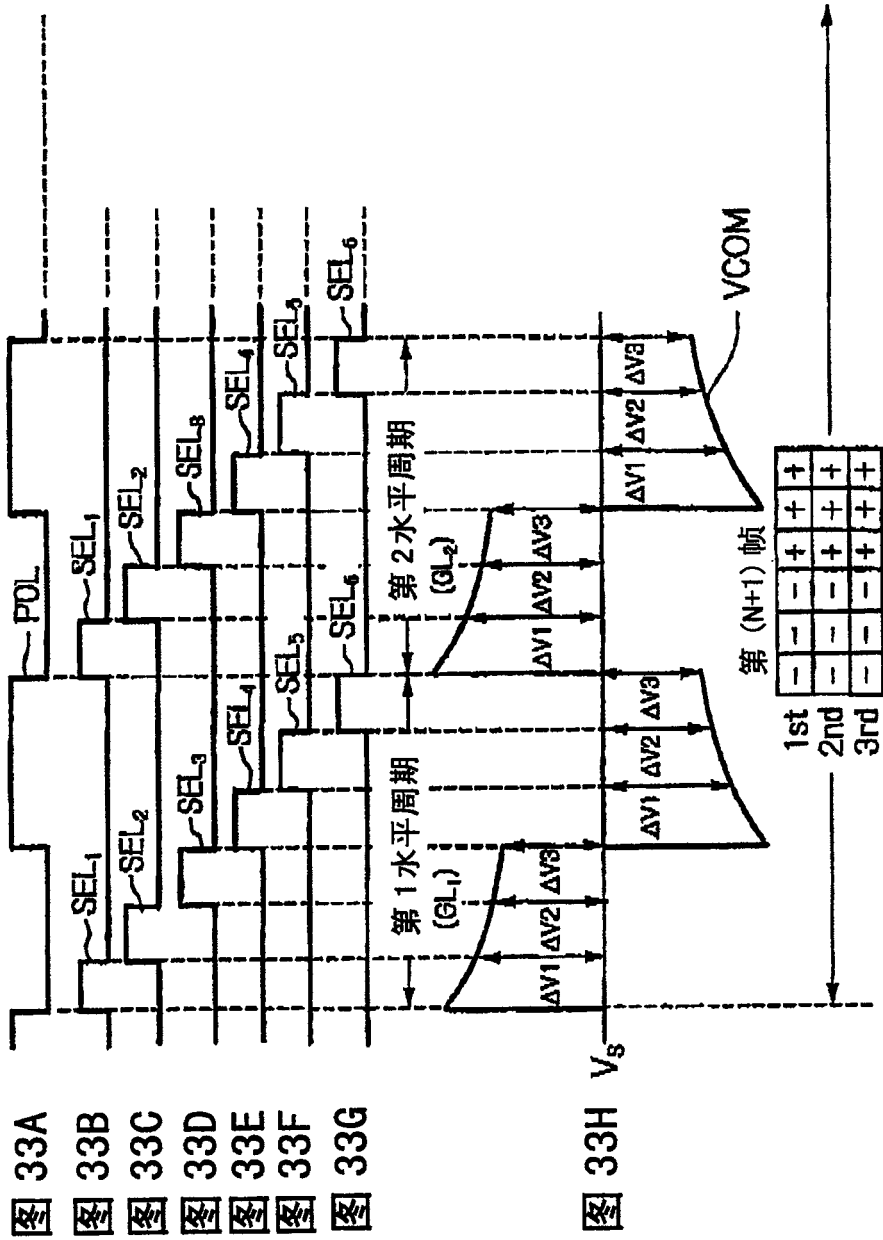 图 33A
POL
图 33B
SEL₁
SEL₁
图 33C
SEL₂
SEL₂
图 33D
SEL₃
SEL₈
图 33E
SEL₄
SEL₄
图 33F
SEL₅
SEL₅
图 33G
SEL₆
SEL₆
第1水平周期
(GL₁)
第2水平周期
(GL₂)
图 33H
Vₛ
ΔV1 ΔV2 ΔV3
ΔV1 ΔV2 ΔV3
ΔV1 ΔV2 ΔV3
ΔV1 ΔV2 ΔV3
VCOM
第 (N+1) 帧
1st − − − + + +
2nd − − − + + +
3rd − − − + + +